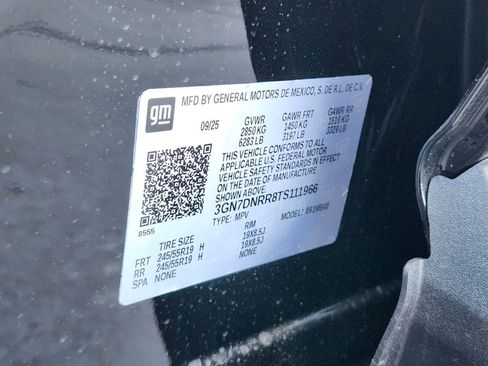 gm
MFD BY GENERAL MOTORS DE MEXICO, S. DE R.L. DE C.V.
09/25 GVWR GAWR FRT GAWR RR
2850 KG 1450 KG 1510 KG
6283 LB 3197 LB 3329 LB
THIS VEHICLE CONFORMS TO ALL
APPLICABLE U.S. FEDERAL MOTOR
VEHICLE SAFETY STANDARDS IN EFFECT
ON THE DATE OF MANUFACTURE
SHOWN ABOVE.
3GN7DNRR8TS111966
8555 TYPE: MPV MODEL:
TIRE SIZE RIM
FRT 245/55R19 H 19X8.5J
RR 245/55R19 H 19X8.5J
SPA NONE NONE